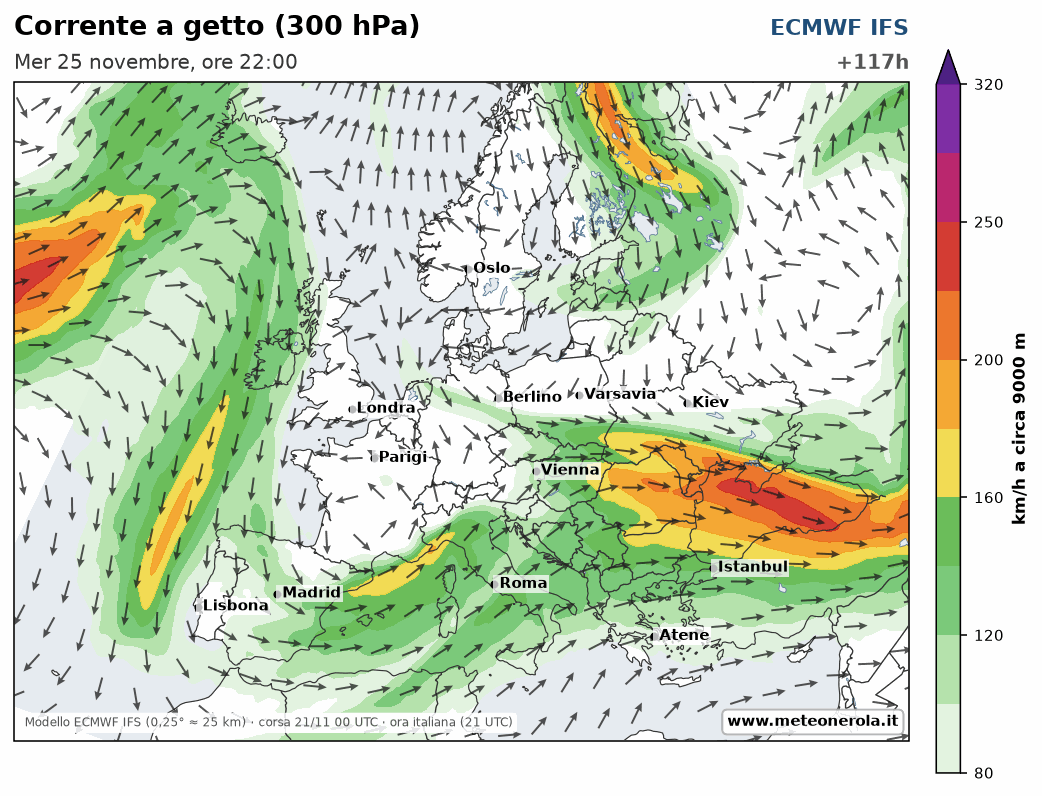 Corrente a getto (300 hPa)
ECMWF IFS
Mer 25 novembre, ore 22:00
+117h
320
250
200
160
120
80
km/h a circa 9000 m
Oslo
Londra
Berlino
Varsavia
Kiev
Parigi
Vienna
Istanbul
Madrid
Roma
Lisbona
Atene
Modello ECMWF IFS (0,25° ≈ 25 km) · corsa 21/11 00 UTC · ora italiana (21 UTC)
www.meteonerola.it